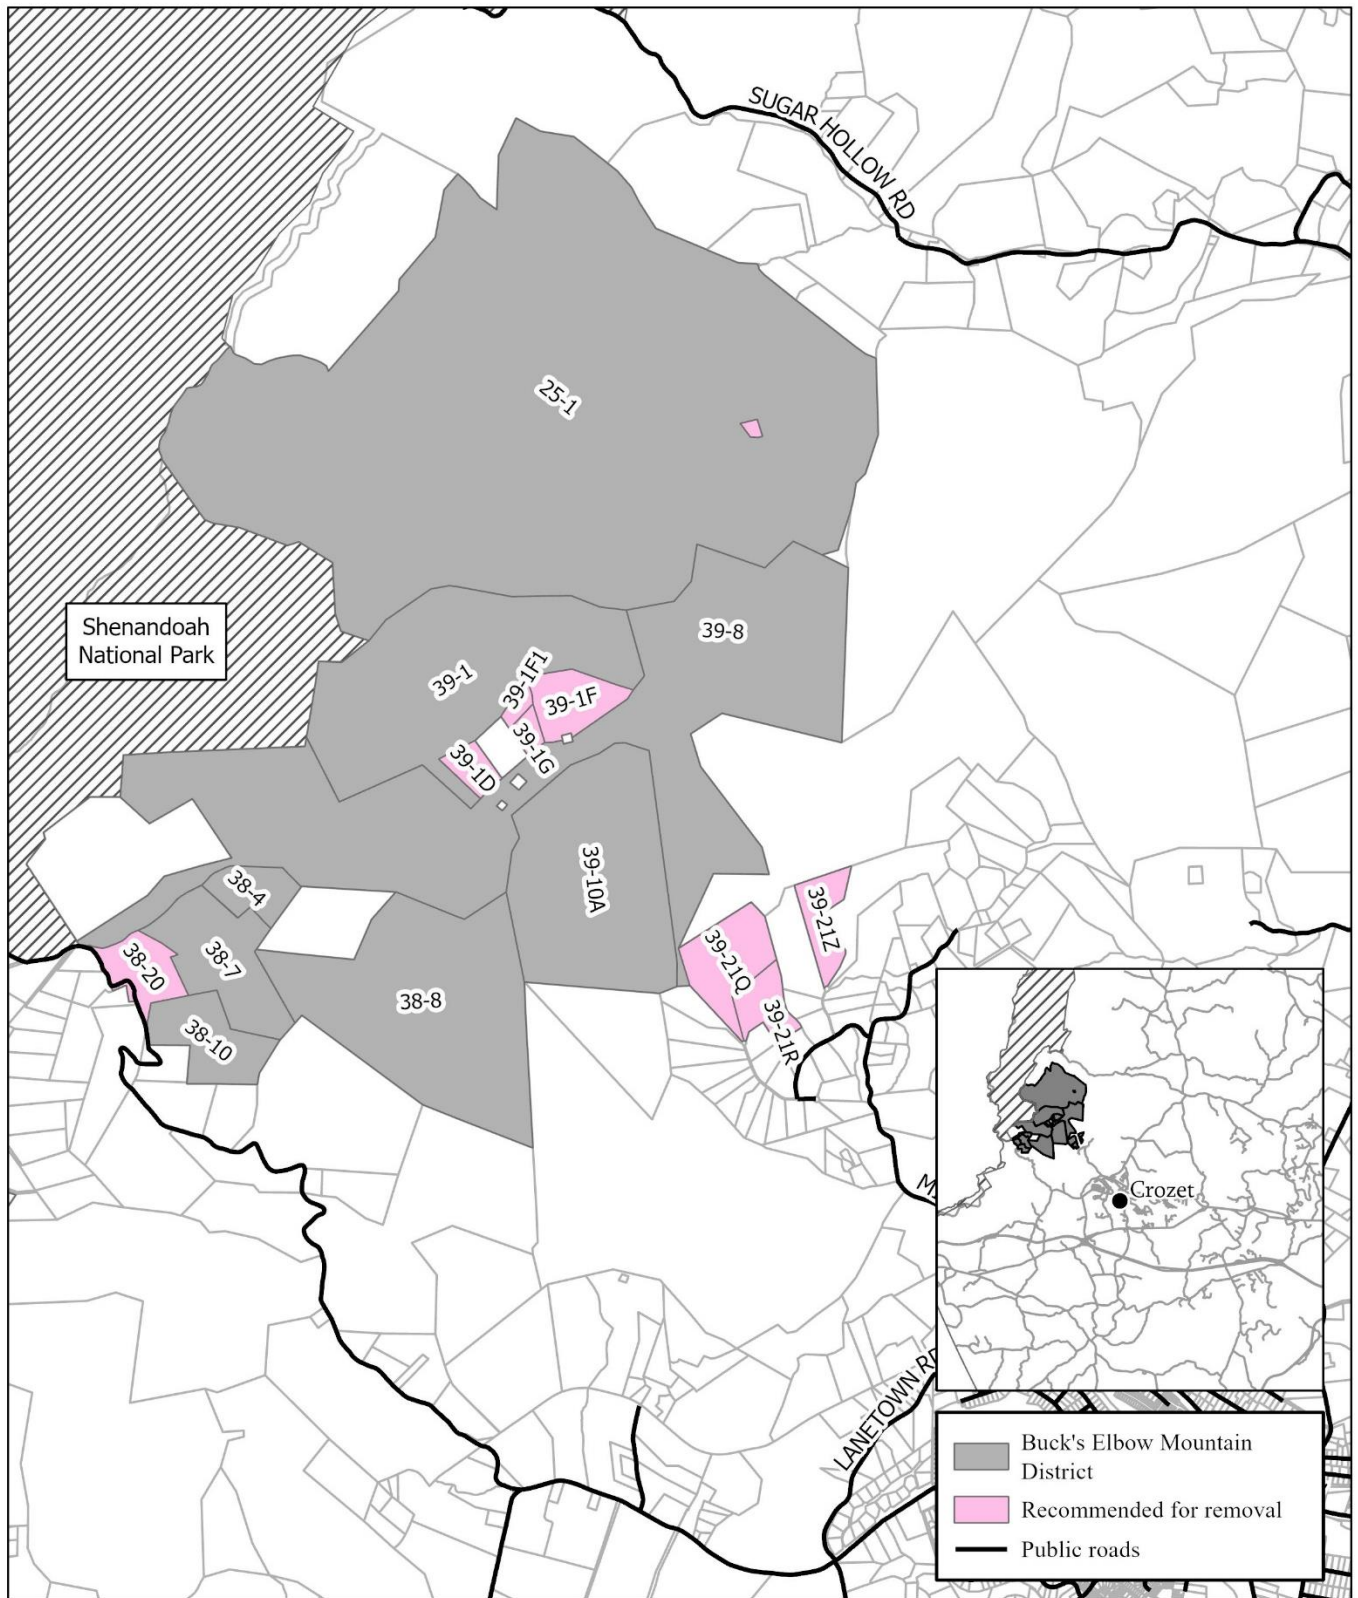 SUGAR HOLLOW RD
25-1
Shenandoah
National Park
39-8
39-1
39-1F1
39-1F
39-1G
39-1D
39-10A
38-4
39-21Z
38-7
38-20
39-21Q
38-8
38-10
39-21R
Crozet
LANETOWN RD
Buck's Elbow Mountain
District
Recommended for removal
Public roads